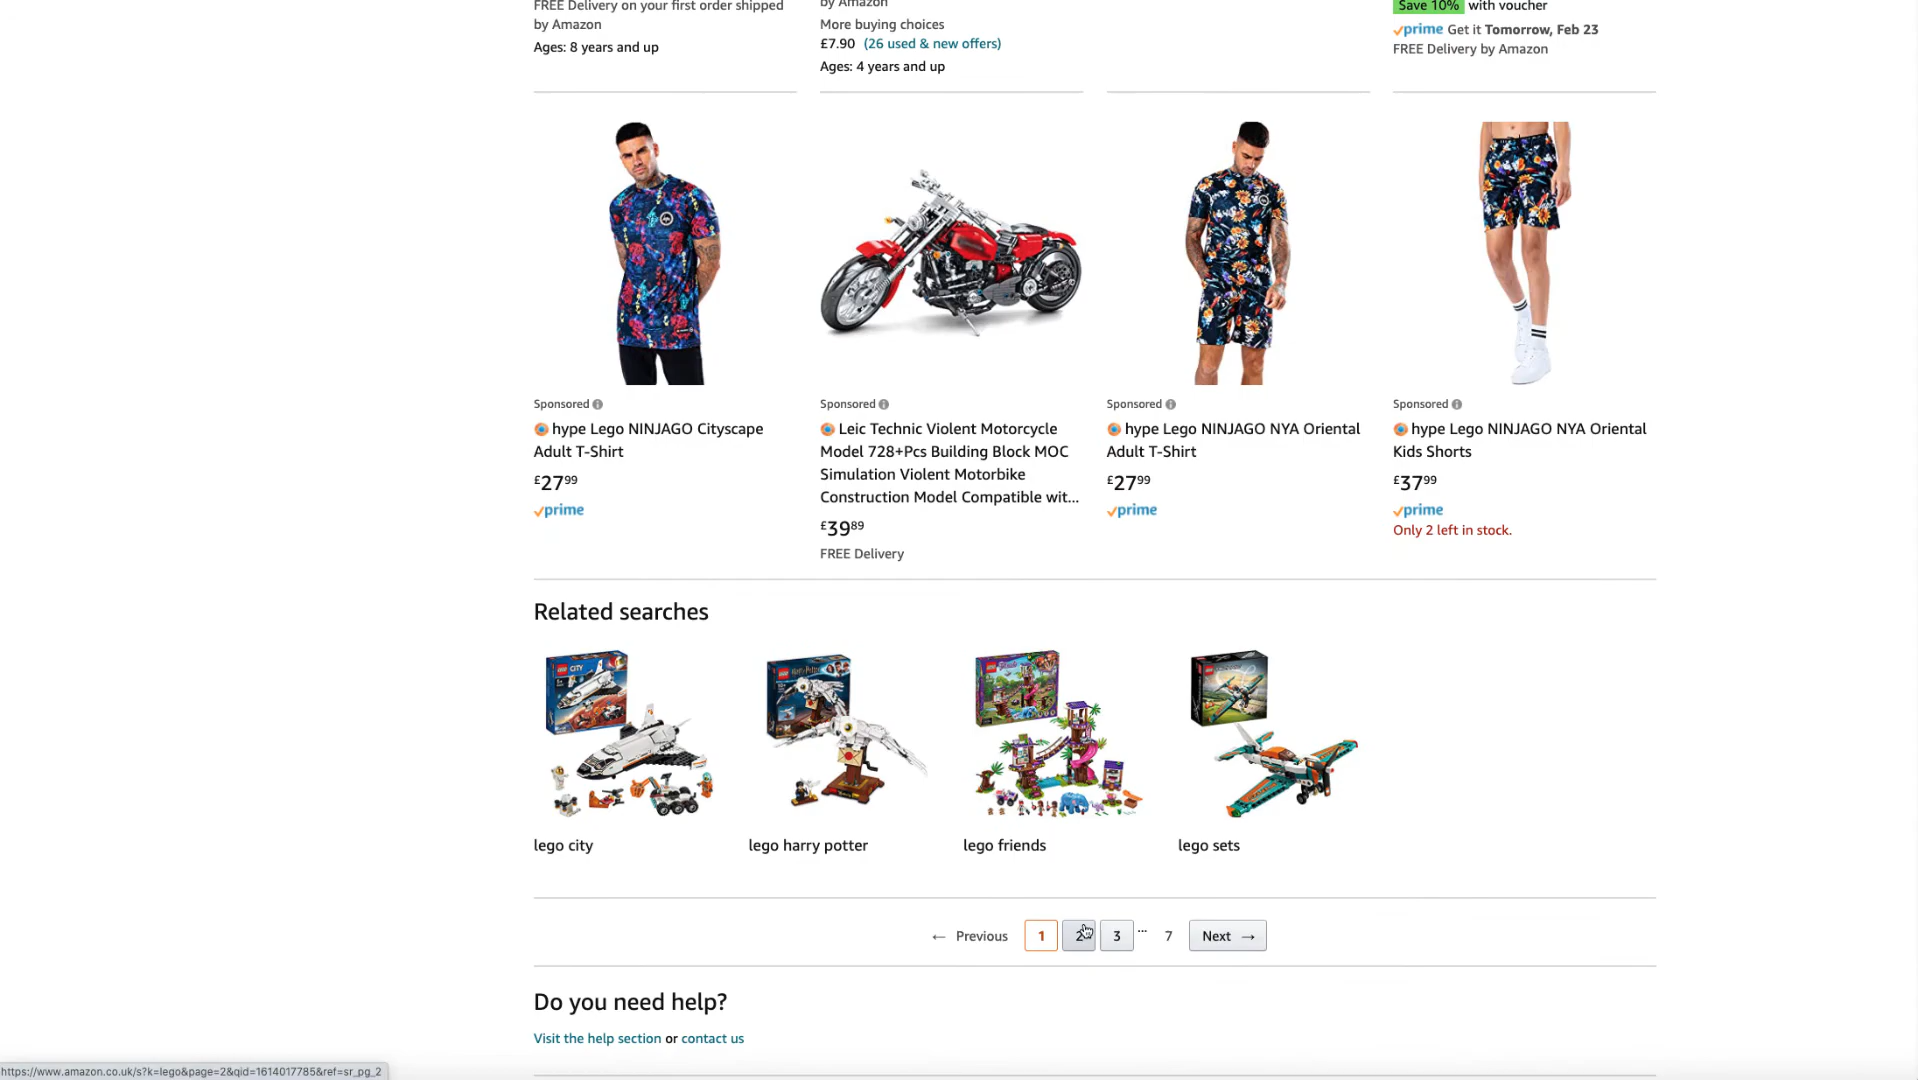 FREE Delivery on your first order shipped
by Amazon
Ages: 8 years and up
by Amazon
More buying choices
£7.90 (26 used & new offers)
Ages: 4 years and up
Save 10% with voucher
prime Get it Tomorrow, Feb 23
FREE Delivery by Amazon
Sponsored
hype Lego NINJAGO Cityscape
Adult T-Shirt
£27.99
prime
Sponsored
Leic Technic Violent Motorcycle
Model 728+Pcs Building Block MOC
Simulation Violent Motorbike
Construction Model Compatible wit...
£39.89
FREE Delivery
Sponsored
hype Lego NINJAGO NYA Oriental
Adult T-Shirt
£27.99
prime
Sponsored
hype Lego NINJAGO NYA Oriental
Kids Shorts
£37.99
prime
Only 2 left in stock.
Related searches
CITY
Harry Potter
lego city
lego harry potter
lego friends
lego sets
← Previous 1 2 3 ... 7 Next →
Do you need help?
Visit the help section or contact us
https://www.amazon.co.uk/s?k=lego&page=2&qid=1614017785&ref=sr_pg_2